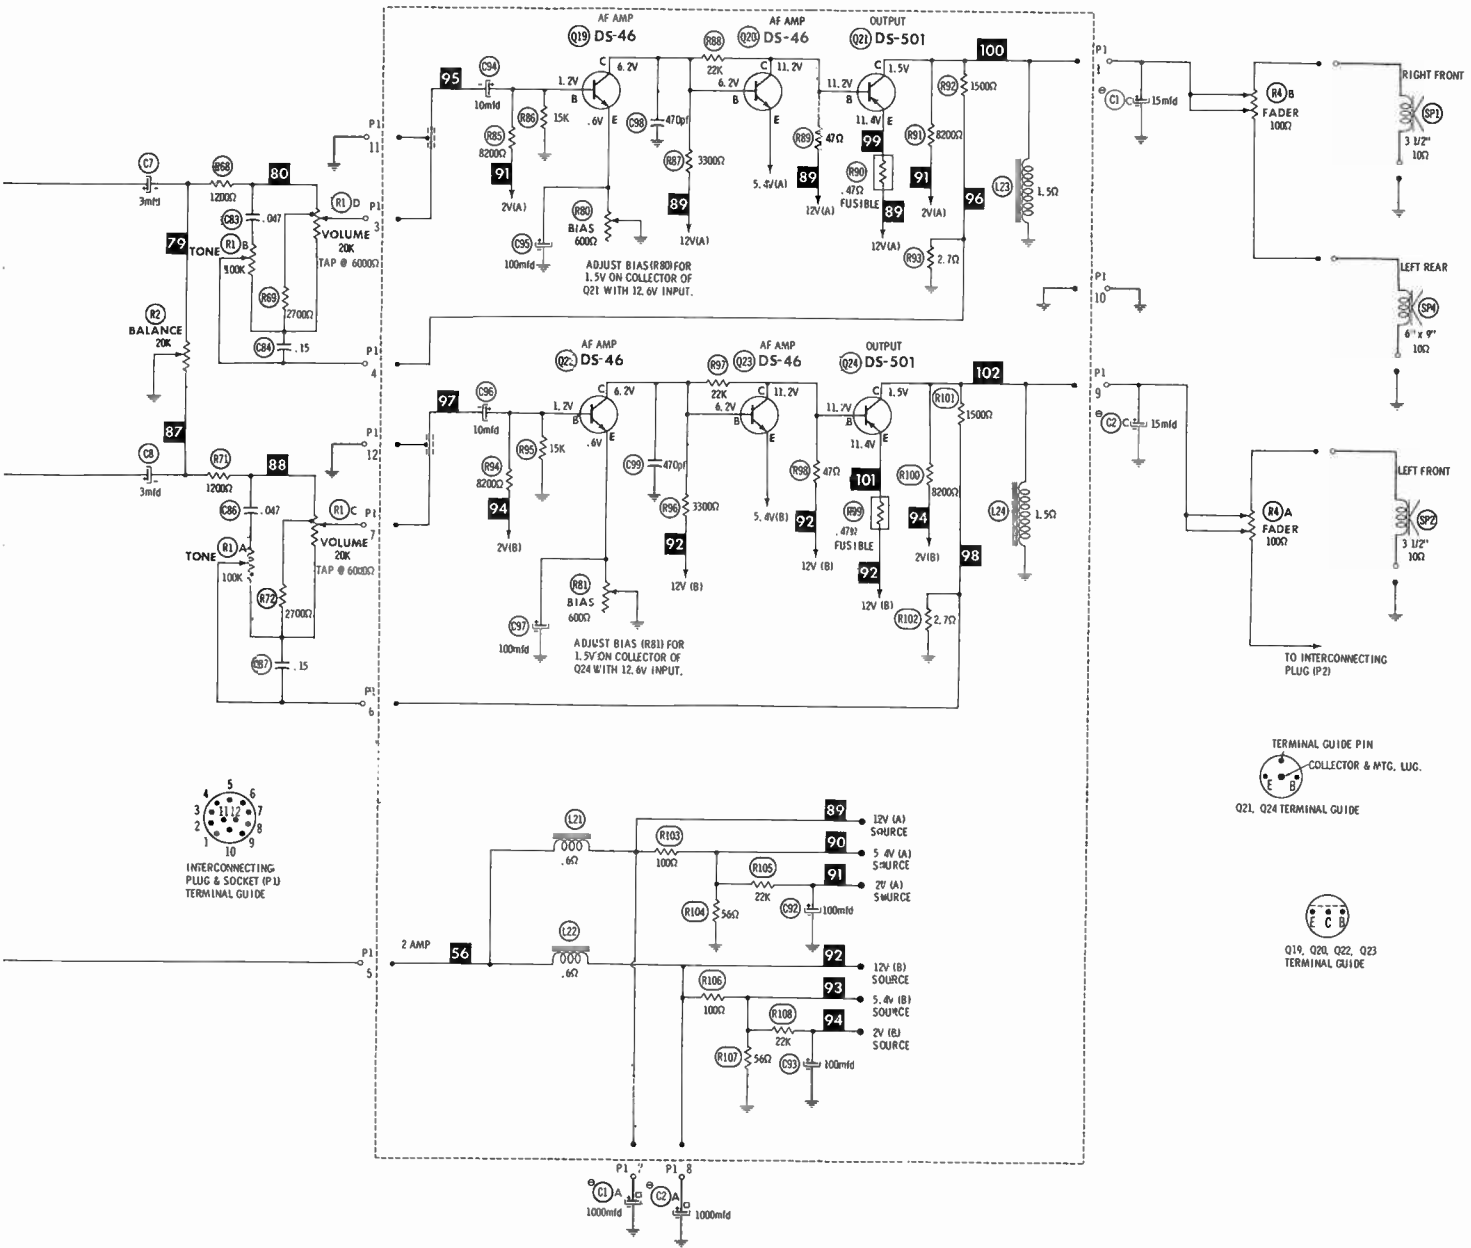 AF AMP
Q19 DS-46
AF AMP
Q20 DS-46
OUTPUT
Q21 DS-501
C 6.2V
1.2V
B
.6V E
R88
22K
C 11.2V
6.2V
B
E
C 1.5V
11.2V
B
11.4V E
95
C94
10mfd
R85
8200Ω
91
2V(A)
R86
15K
C98
470pf
R87
3300Ω
89
12V(A)
5.4V(A)
R89
47Ω
89
12V(A)
99
R90
.47Ω
FUSIBLE
89
12V(A)
R91
8200Ω
91
2V(A)
R92
1500Ω
96
R93
2.7Ω
100
L23
1.5Ω
C95
100mfd
R80
BIAS
600Ω
ADJUST BIAS(R80)FOR
1.5V ON COLLECTOR OF
Q21 WITH 12.6V INPUT.
P1
1
C1 C
15mfd
R4 B
FADER
100Ω
RIGHT FRONT
SP1
3 1/2"
10Ω
LEFT REAR
SP4
6" x 9"
10Ω
P1
10
P1
11
C7
3mfd
R68
1200Ω
80
C83
.047
R1 D
VOLUME
20K
TAP @ 6000Ω
P1
3
79
TONE
R1 B
100K
R69
2700Ω
C84
.15
P1
4
R2
BALANCE
20K
87
C8
3mfd
R71
1200Ω
88
C86
.047
R1 C
VOLUME
20K
TAP @ 6000Ω
P1
7
TONE
R1 A
100K
R72
2700Ω
C87
.15
P1
6
P1
12
AF AMP
Q22 DS-46
AF AMP
Q23 DS-46
OUTPUT
Q24 DS-501
C 6.2V
1.2V
B
.6V E
R97
22K
C 11.2V
6.2V
B
E
C 1.5V
11.2V
B
11.4V
E
97
C96
10mfd
R94
8200Ω
94
2V(B)
R95
15K
C99
470pf
R96
3300Ω
92
12V (B)
5.4V(B)
R98
47Ω
92
12V (B)
101
R99
.47Ω
FUSIBLE
92
12V (B)
R100
8200Ω
94
2V(B)
R101
1500Ω
98
R102
2.7Ω
102
L24
1.5Ω
C97
100mfd
R81
BIAS
600Ω
ADJUST BIAS (R81) FOR
1.5V ON COLLECTOR OF
Q24 WITH 12.6V INPUT.
P1
9
C2 C
15mfd
R4 A
FADER
100Ω
LEFT FRONT
SP2
3 1/2"
10Ω
TO INTERCONNECTING
PLUG (P2)
TERMINAL GUIDE PIN
COLLECTOR & MTG. LUG.
E B
Q21, Q24 TERMINAL GUIDE
E C B
Q19, Q20, Q22, Q23
TERMINAL GUIDE
1 2 3 4 5 6 7 8 9 10 11 12
INTERCONNECTING
PLUG & SOCKET (P1)
TERMINAL GUIDE
P1
5
2 AMP
56
L21
.6Ω
L22
.6Ω
R103
100Ω
R104
56Ω
R105
22K
C92
100mfd
89
12V (A)
SOURCE
90
5 4V (A)
SOURCE
91
2V (A)
SOURCE
92
12V (B)
SOURCE
R106
100Ω
93
5.4V (B)
SOURCE
R108
22K
94
2V (B)
SOURCE
R107
56Ω
C93
100mfd
P1 2
P1 8
C1 A
1000mfd
C2 A
1000mfd